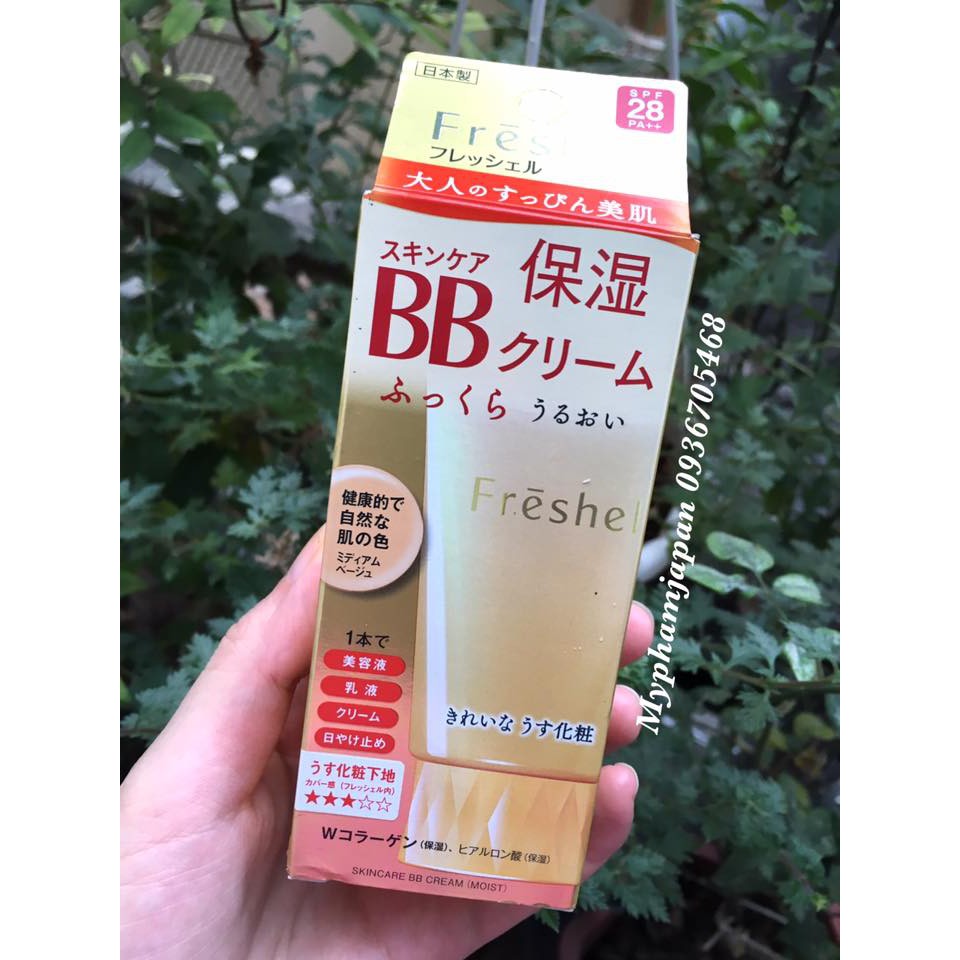 日本製
SPF
28
PA++
Frēs
フレッシェル
大人のすっぴん美肌
スキンケア
保湿
BB
クリーム
ふっくら うるおい
Frēshel
健康的で
自然な
肌の色
ミディアム
ベージュ
1本で
美容液
乳液
クリーム
日やけ止め
うす化粧下地
カバー感 (フレッシェル内)
★★★☆☆
きれいな うす化粧
Wコラーゲン(保湿)、ヒアルロン酸(保湿)
SKINCARE BB CREAM (MOIST)
Myphamjapan 0936705468